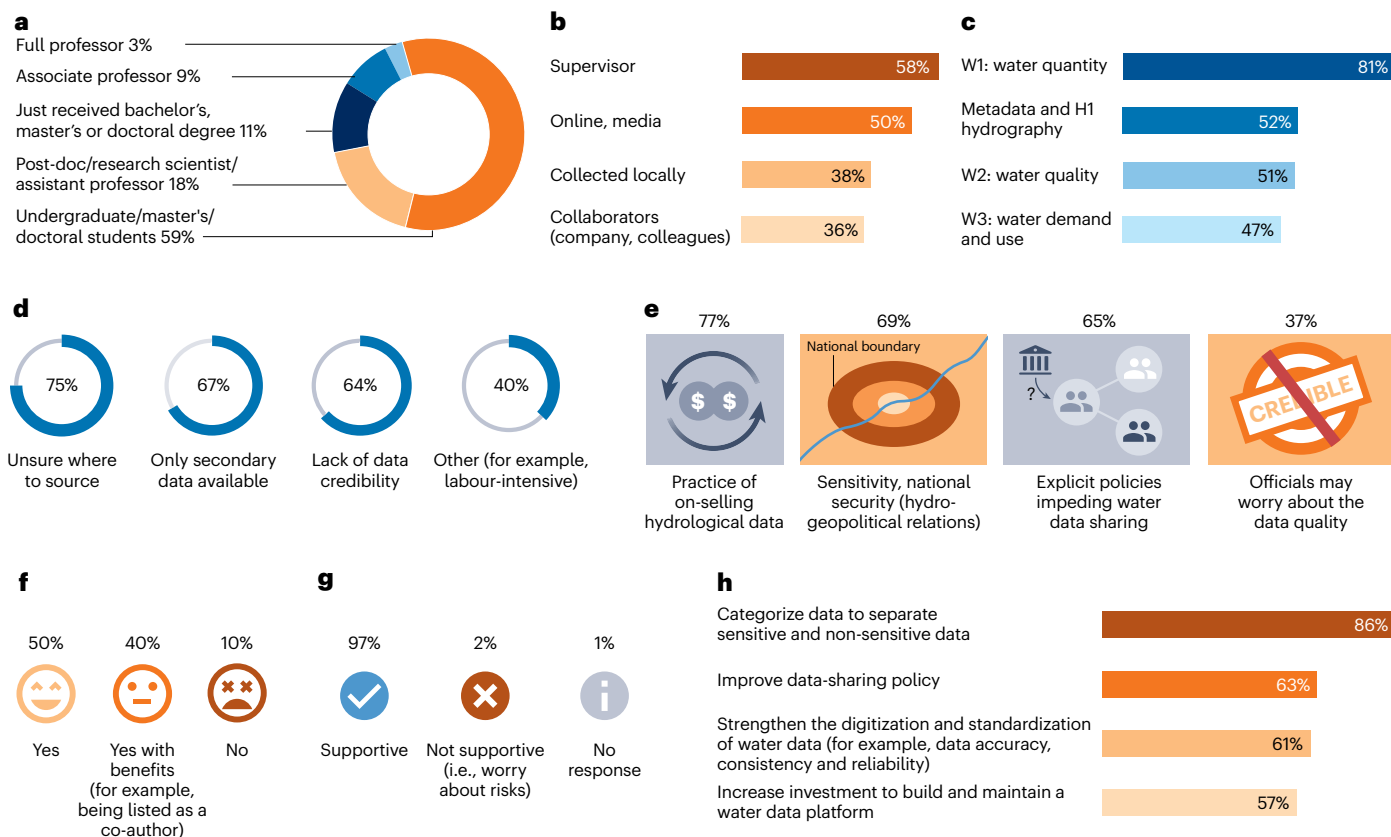 a
Full professor 3%
Associate professor 9%
Just received bachelor’s,
master’s or doctoral degree 11%
Post-doc/research scientist/
assistant professor 18%
Undergraduate/master's/
doctoral students 59%
b
Supervisor
58%
Online, media
50%
Collected locally
38%
Collaborators
(company, colleagues)
36%
c
W1: water quantity
81%
Metadata and H1
hydrography
52%
W2: water quality
51%
W3: water demand
and use
47%
d
75%
Unsure where
to source
67%
Only secondary
data available
64%
Lack of data
credibility
40%
Other (for example,
labour-intensive)
e
77%
$ $
Practice of
on-selling
hydrological data
69%
National boundary
Sensitivity, national
security (hydro-
geopolitical relations)
65%
?
Explicit policies
impeding water
data sharing
37%
CREDIBLE
Officials may
worry about the
data quality
f
50%
Yes
40%
Yes with
benefits
(for example,
being listed as a
co-author)
10%
No
g
97%
Supportive
2%
Not supportive
(i.e., worry
about risks)
1%
i
No
response
h
Categorize data to separate
sensitive and non-sensitive data
86%
Improve data-sharing policy
63%
Strengthen the digitization and standardization
of water data (for example, data accuracy,
consistency and reliability)
61%
Increase investment to build and maintain a
water data platform
57%